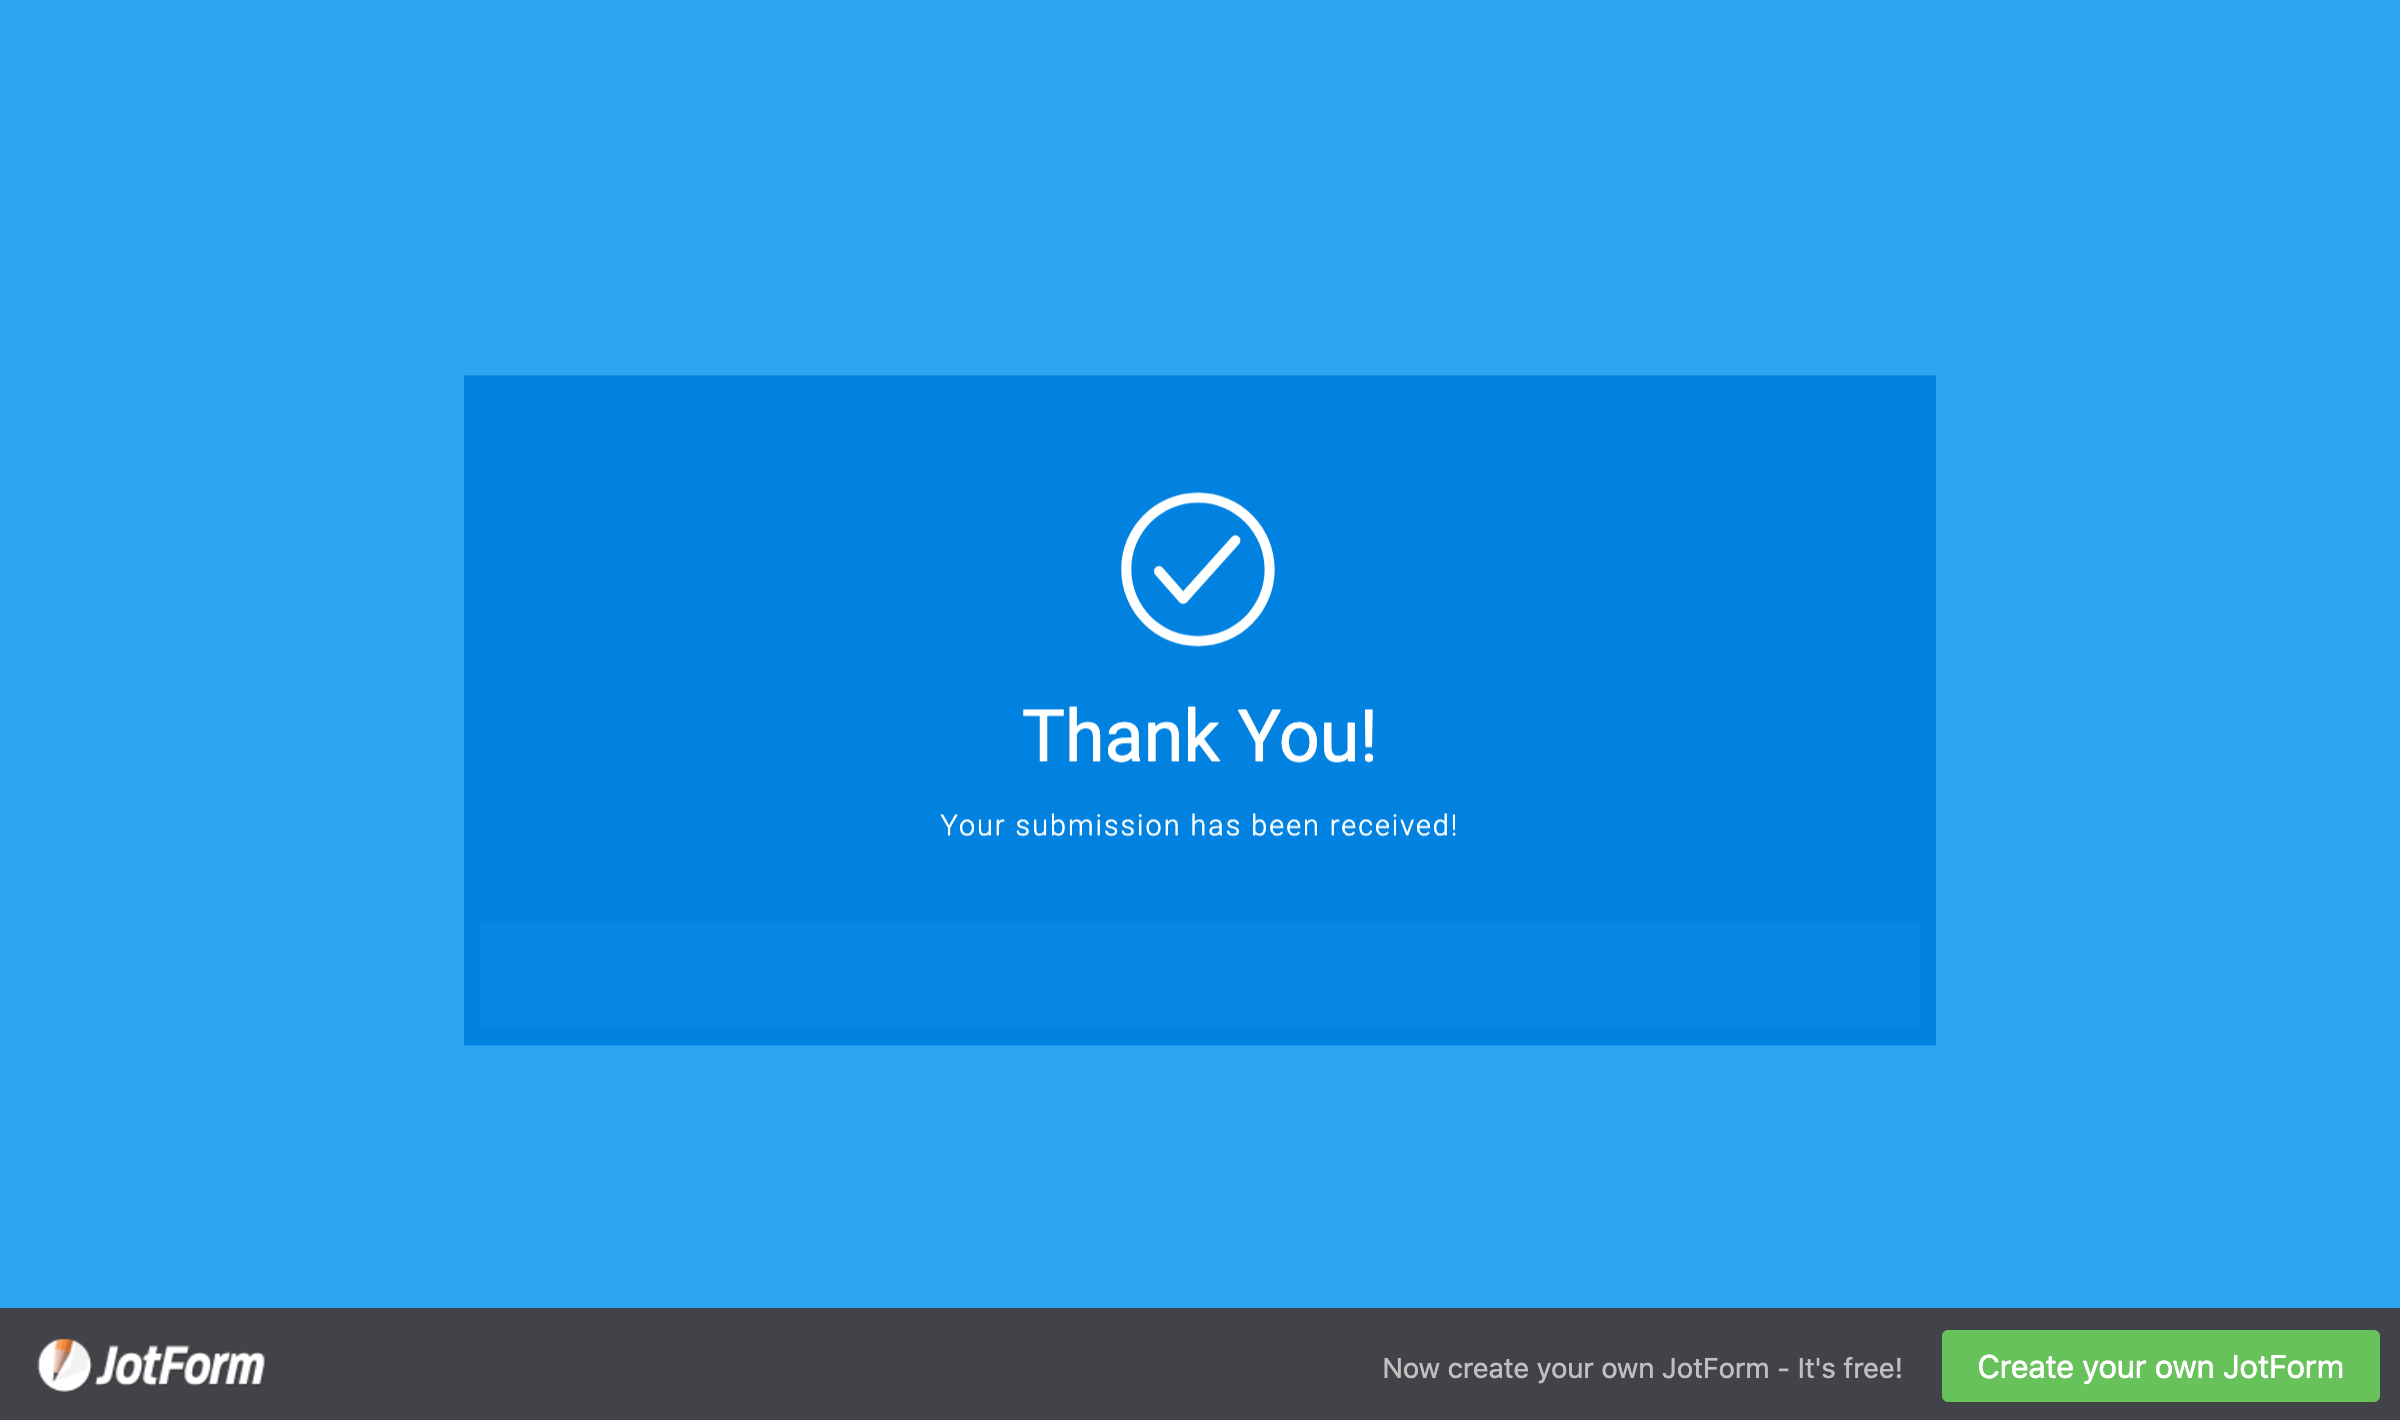 Thank You!
Your submission has been received!
JotForm
Now create your own JotForm - It's free!
Create your own JotForm